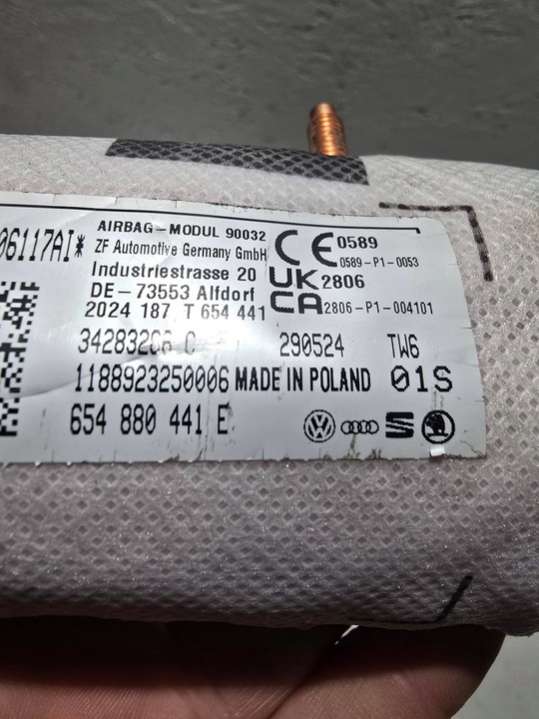 06117AI*
AIRBAG-MODUL 90032
ZF Automotive Germany GmbH
Industriestrasse 20
DE-73553 Alfdorf
2024 187 T 654 441
CE 0589
0589-P1-0053
UK 2806
CA 2806-P1-004101
290524 TW6
1188923250006 MADE IN POLAND 01S
654 880 441 E